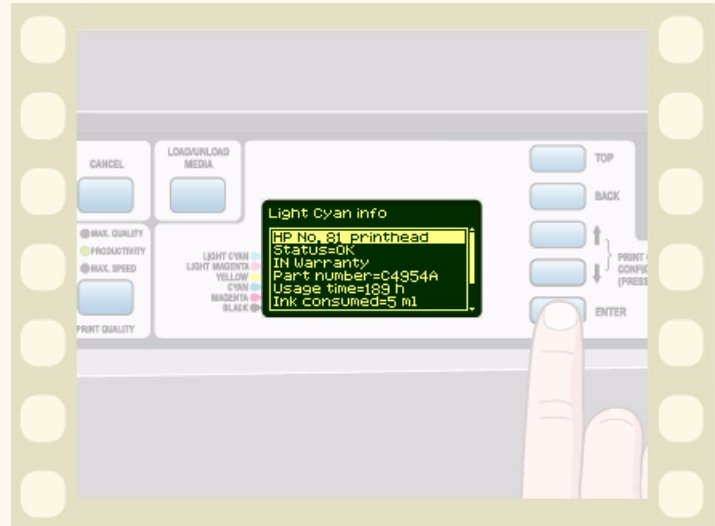 CANCEL
LOAD/UNLOAD
MEDIA
TOP
BACK
MAX. QUALITY
PRODUCTIVITY
MAX. SPEED
PRINT QUALITY
LIGHT CYAN
LIGHT MAGENTA
YELLOW
CYAN
MAGENTA
BLACK
Light Cyan info
HP No. 81 printhead
Status=OK
IN Warranty
Part number=C4954A
Usage time=189 h
Ink consumed=5 ml
PRINT
(PRESS
ENTER